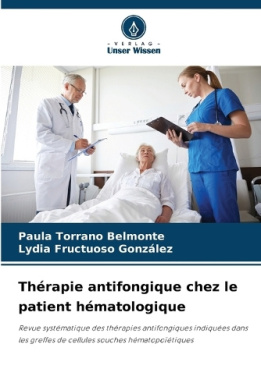 VERLAG
Unser Wissen
Paula Torrano Belmonte
Lydia Fructuoso González
Thérapie antifongique chez le
patient hématologique
Revue systématique des thérapies antifongiques indiquées dans
les greffes de cellules souches hématopoïétiques